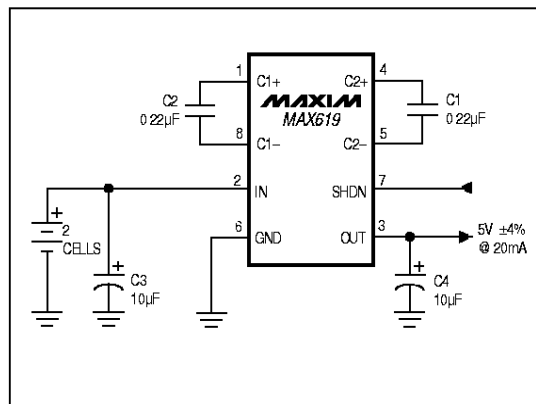 1
C1+
C2+
4
C2
0.22µF
MAXIM
MAX619
C1
0.22µF
8
C1–
C2–
5
2
IN
SHDN
7
+
2
CELLS
6
GND
OUT
3
5V ±4%
@ 20mA
+
C3
10µF
+
C4
10µF